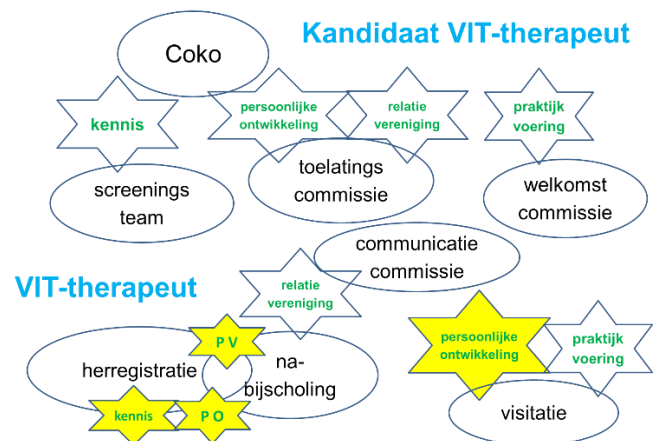 Kandidaat VIT-therapeut
Coko
kennis
persoonlijke
ontwikkeling
relatie
vereniging
praktijk
voering
screenings
team
toelatings
commissie
welkomst
commissie
communicatie
commissie
VIT-therapeut
relatie
vereniging
P V
herregistratie
na-
bijscholing
kennis
P O
persoonlijke
ontwikkeling
praktijk
voering
visitatie